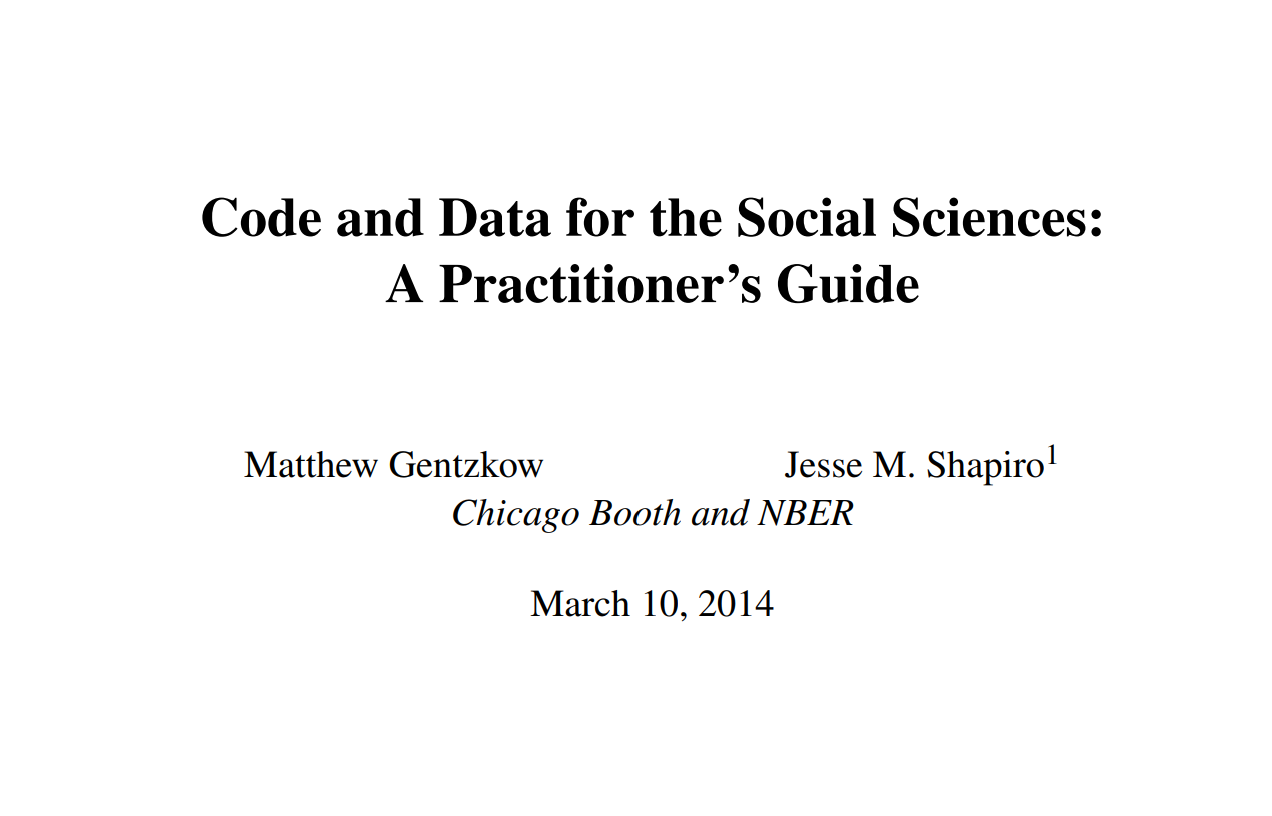 Code and Data for the Social Sciences:
A Practitioner’s Guide
Matthew Gentzkow Jesse M. Shapiro1
Chicago Booth and NBER
March 10, 2014